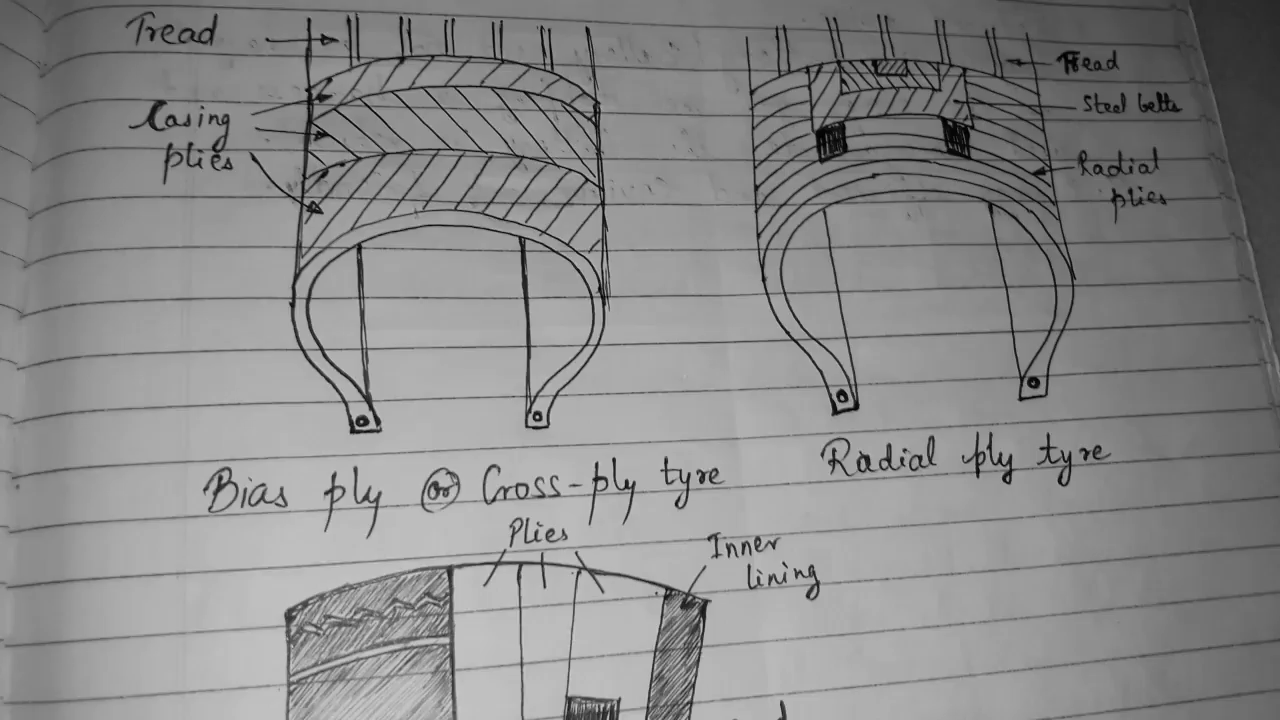 Tread
Casing
plies
Tread
Steel belts
Radial
plies
Bias ply or Cross-ply tyre
Radial ply tyre
Plies
Inner
lining